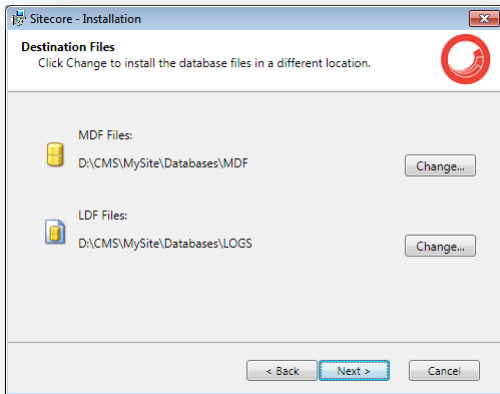 Sitecore - Installation
Destination Files
Click Change to install the database files in a different location.
MDF Files:
D:\CMS\MySite\Databases\MDF
Change...
LDF Files:
D:\CMS\MySite\Databases\LOGS
Change...
< Back
Next >
Cancel